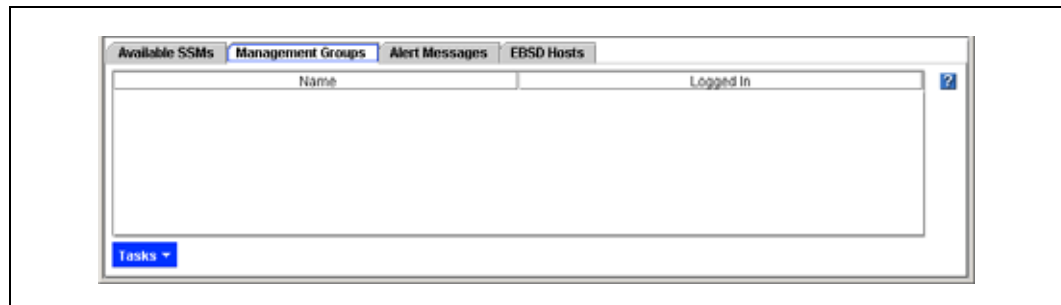 Available SSMs Management Groups Alert Messages EBSD Hosts
Name Logged In ?
Tasks